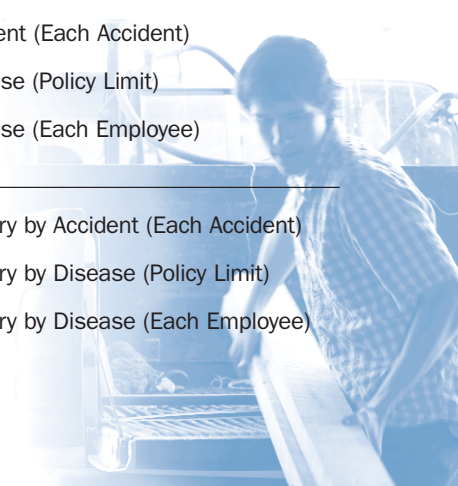 ent (Each Accident)
se (Policy Limit)
se (Each Employee)
ry by Accident (Each Accident)
ry by Disease (Policy Limit)
ry by Disease (Each Employee)